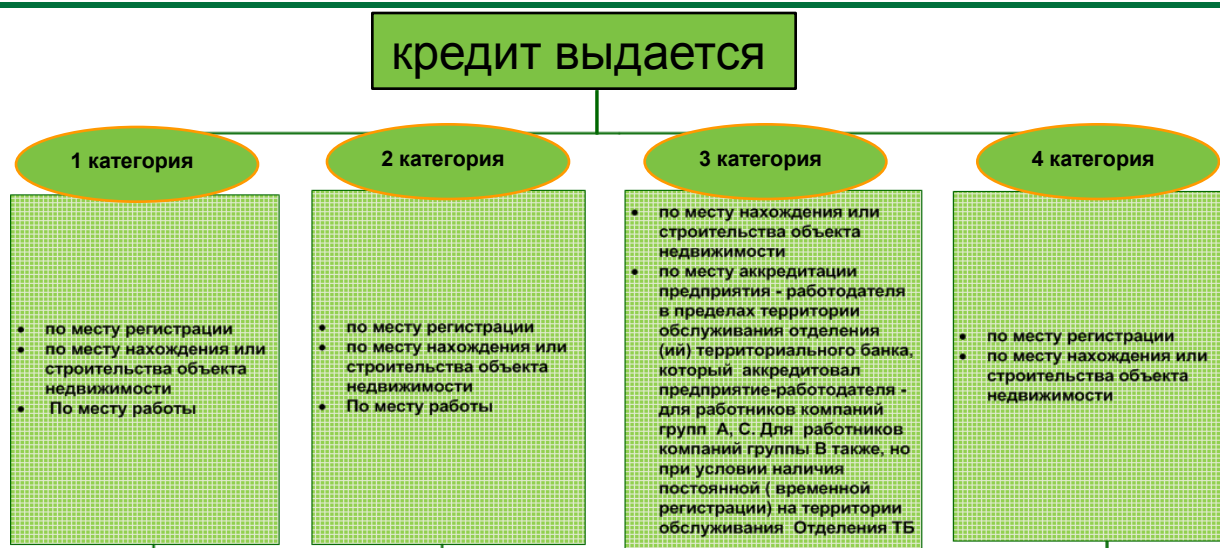 кредит выдается
1 категория
2 категория
3 категория
4 категория
• по месту регистрации
• по месту нахождения или
строительства объекта
недвижимости
• По месту работы
• по месту регистрации
• по месту нахождения или
строительства объекта
недвижимости
• По месту работы
• по месту нахождения или
строительства объекта
недвижимости
• по месту аккредитации
предприятия - работодателя
в пределах территории
обслуживания отделения
(ий) территориального банка,
который аккредитовал
предприятие-работодателя -
для работников компаний
групп А, С. Для работников
компаний группы В также, но
при условии наличия
постоянной ( временной
регистрации) на территории
обслуживания Отделения ТБ
• по месту регистрации
• по месту нахождения или
строительства объекта
недвижимости